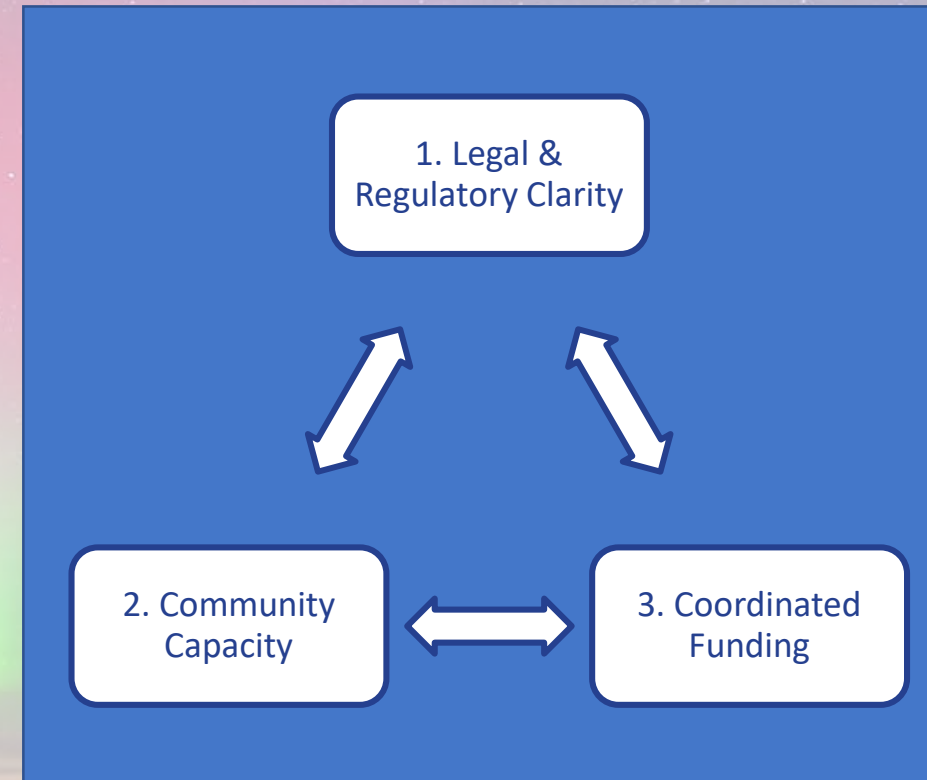 1. Legal &
Regulatory Clarity
2. Community
Capacity
3. Coordinated
Funding